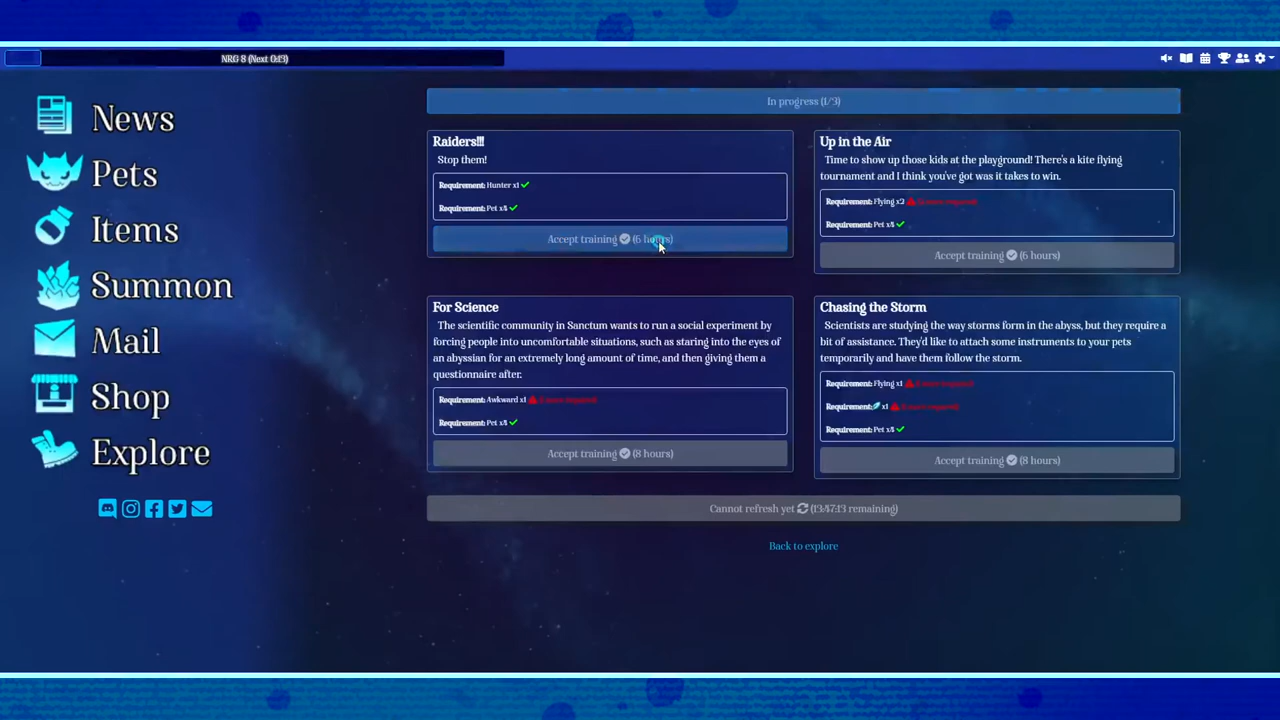 NRG 8 (Next 0:13)
News
Pets
Items
Summon
Mail
Shop
Explore
In progress (1/3)
Raiders!!!
Stop them!
Requirement: Hunter x1
Requirement: Pet x4
Accept training (6 hours)
Up in the Air
Time to show up those kids at the playground! There's a kite flying
tournament and I think you've got was it takes to win.
Requirement: Flying x2
Requirement: Pet x4
Accept training (6 hours)
For Science
The scientific community in Sanctum wants to run a social experiment by
forcing people into uncomfortable situations, such as staring into the eyes of
an abyssian for an extremely long amount of time, and then giving them a
questionnaire after.
Requirement: Awkward x1
Requirement: Pet x4
Accept training (8 hours)
Chasing the Storm
Scientists are studying the way storms form in the abyss, but they require a
bit of assistance. They'd like to attach some instruments to your pets
temporarily and have them follow the storm.
Requirement: Flying x1
Requirement: x1
Requirement: Pet x4
Accept training (8 hours)
Cannot refresh yet (13:47:13 remaining)
Back to explore